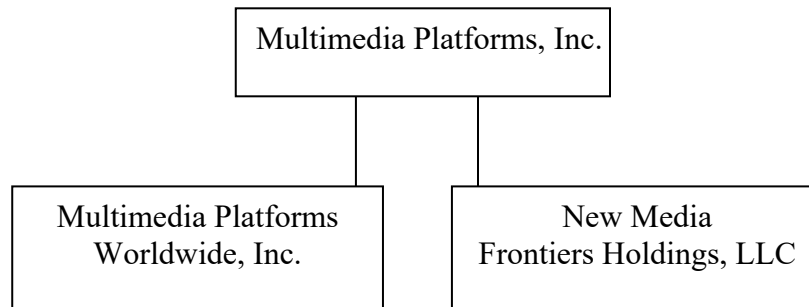 Multimedia Platforms, Inc.
Multimedia Platforms
Worldwide, Inc.
New Media
Frontiers Holdings, LLC